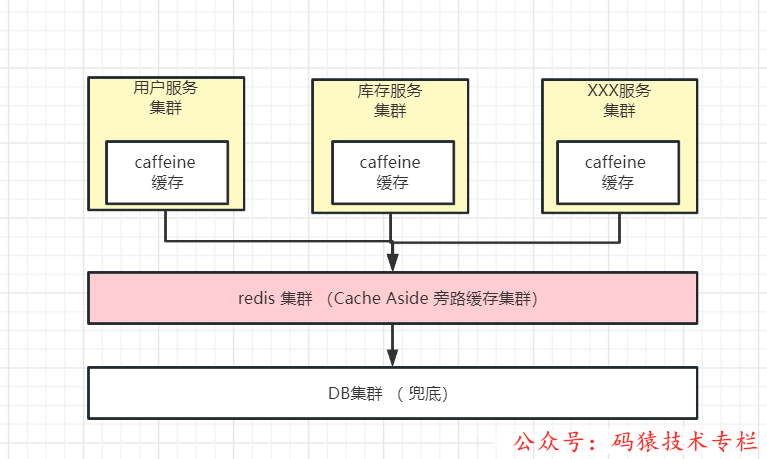 用户服务
集群
库存服务
集群
XXX服务
集群
caffeine
缓存
caffeine
缓存
caffeine
缓存
redis 集群 （Cache Aside 旁路缓存集群）
DB集群 （ 兜底）
公众号：码猿技术专栏